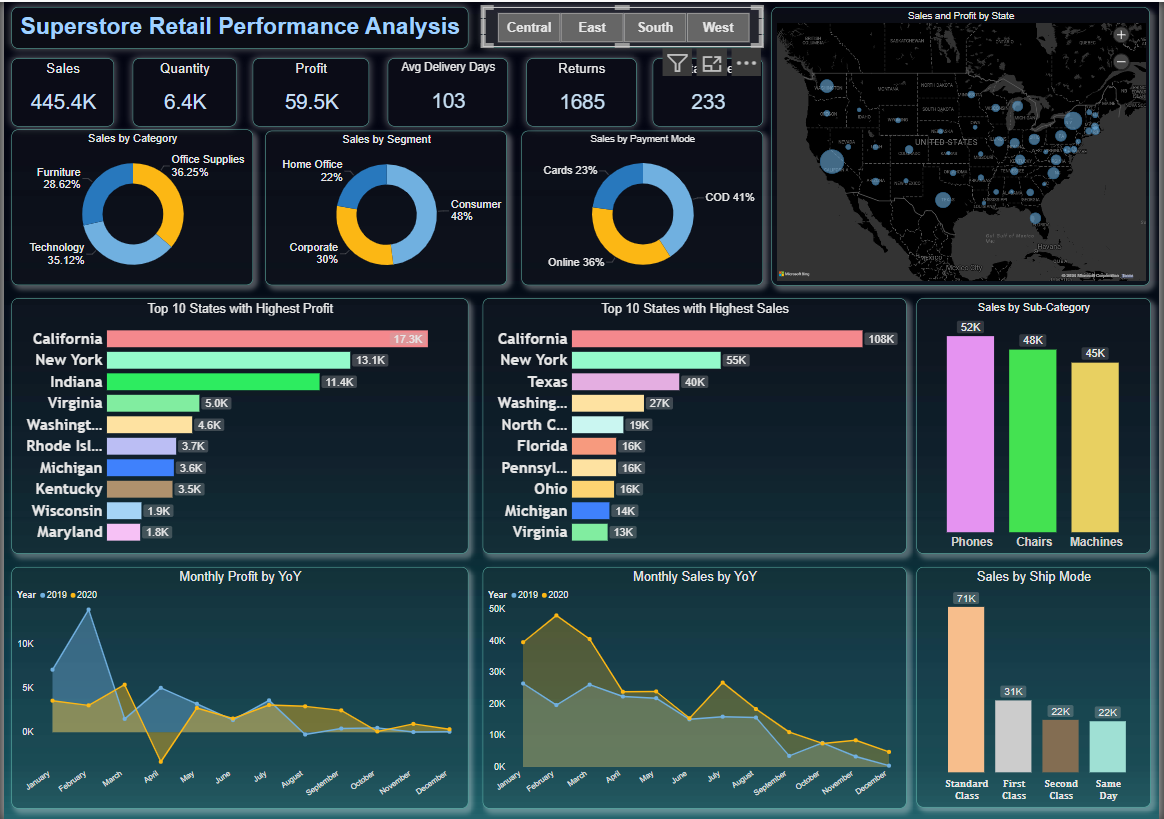 Superstore Retail Performance Analysis
Central East South West
Sales
445.4K
Quantity
6.4K
Profit
59.5K
Avg Delivery Days
103
Returns
1685
233
Sales by Category
Furniture
28.62%
Office Supplies
36.25%
Technology
35.12%
Sales by Segment
Home Office
22%
Consumer
48%
Corporate
30%
Sales by Payment Mode
Cards 23%
COD 41%
Online 36%
Sales and Profit by State
UNITED STATES
MEXICO
Havana
Mexico City
Microsoft Bing
Top 10 States with Highest Profit
California 17.3K
New York 13.1K
Indiana 11.4K
Virginia 5.0K
Washingt... 4.6K
Rhode Isl... 3.7K
Michigan 3.6K
Kentucky 3.5K
Wisconsin 1.9K
Maryland 1.8K
Top 10 States with Highest Sales
California 108K
New York 55K
Texas 40K
Washing... 27K
North C... 19K
Florida 16K
Pennsyl... 16K
Ohio 16K
Michigan 14K
Virginia 13K
Sales by Sub-Category
52K
48K
45K
Phones Chairs Machines
Monthly Profit by YoY
Year 2019 2020
10K
5K
0K
January February March April May June July August September October November December
Monthly Sales by YoY
Year 2019 2020
50K
40K
30K
20K
10K
0K
January February March April May June July August September October November December
Sales by Ship Mode
71K
31K
22K
22K
Standard Class
First Class
Second Class
Same Day